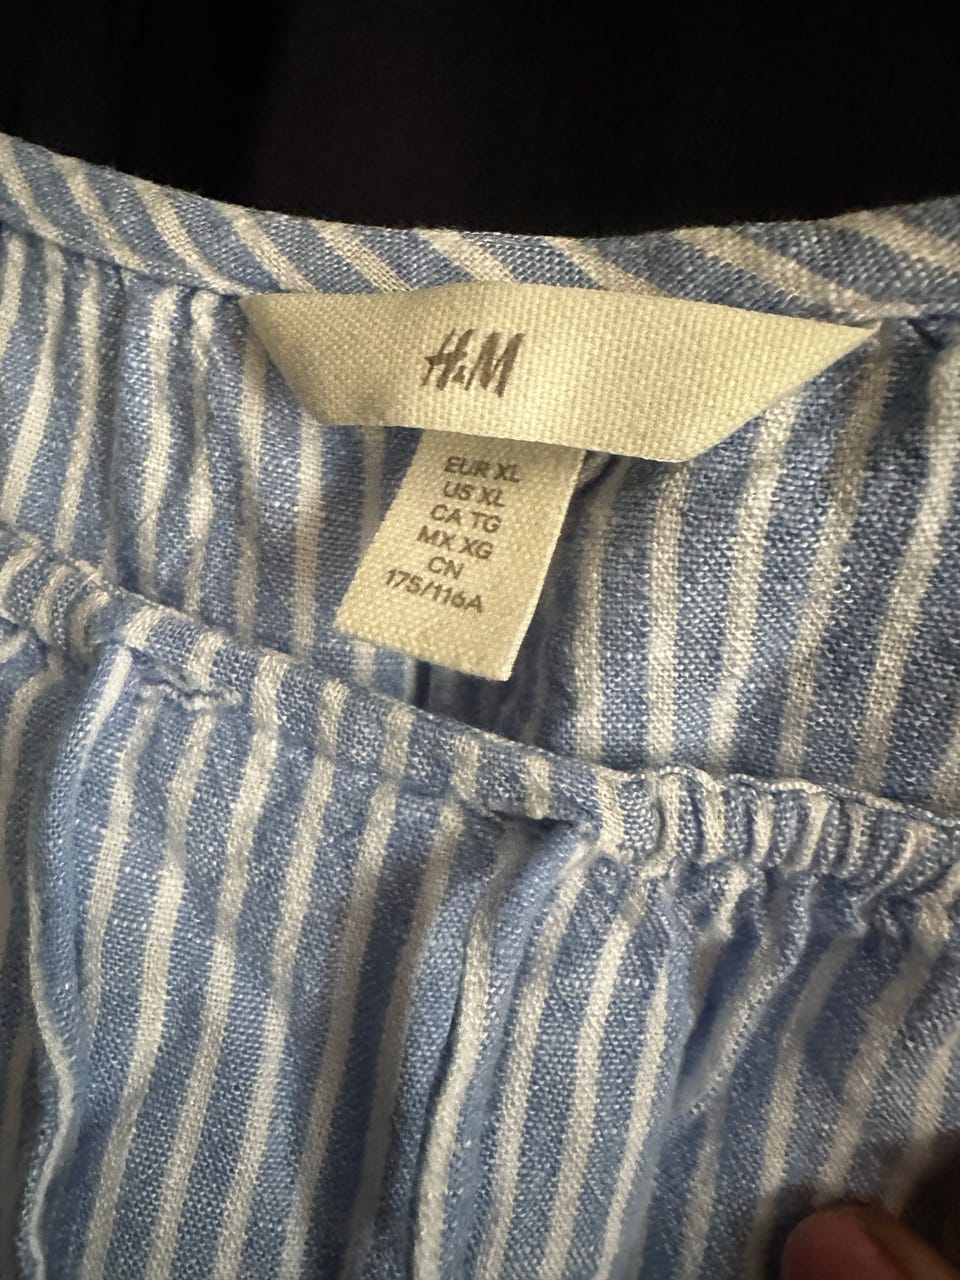 H&M
EUR XL
US XL
CA TG
MX XG
CN
175/116A